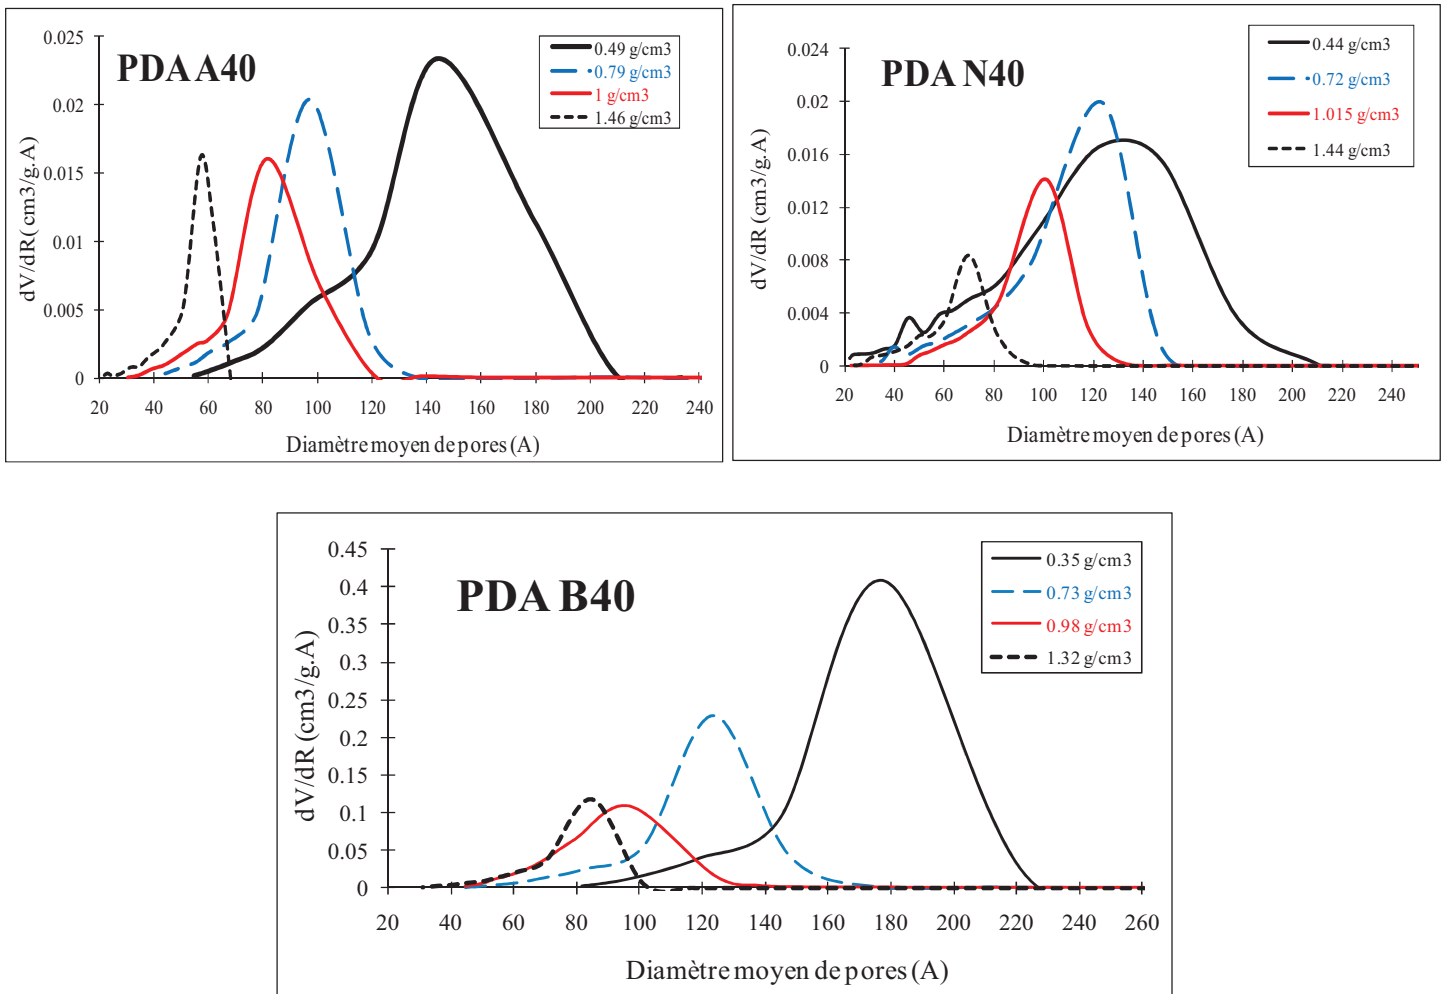 PDA A40
0.49 g/cm3
0.79 g/cm3
1 g/cm3
1.46 g/cm3
dV/dR( cm3/g.A)
0.025
0.02
0.015
0.01
0.005
0
20 40 60 80 100 120 140 160 180 200 220 240
Diamètre moyen de pores (A)
PDA N40
0.44 g/cm3
0.72 g/cm3
1.015 g/cm3
1.44 g/cm3
dV/dR (cm3/g.A)
0.024
0.02
0.016
0.012
0.008
0.004
0
20 40 60 80 100 120 140 160 180 200 220 240
Diamètre moyen de pores (A)
PDA B40
0.35 g/cm3
0.73 g/cm3
0.98 g/cm3
1.32 g/cm3
dV/dR (cm3/g.A)
0.45
0.4
0.35
0.3
0.25
0.2
0.15
0.1
0.05
0
20 40 60 80 100 120 140 160 180 200 220 240 260
Diamètre moyen de pores (A)